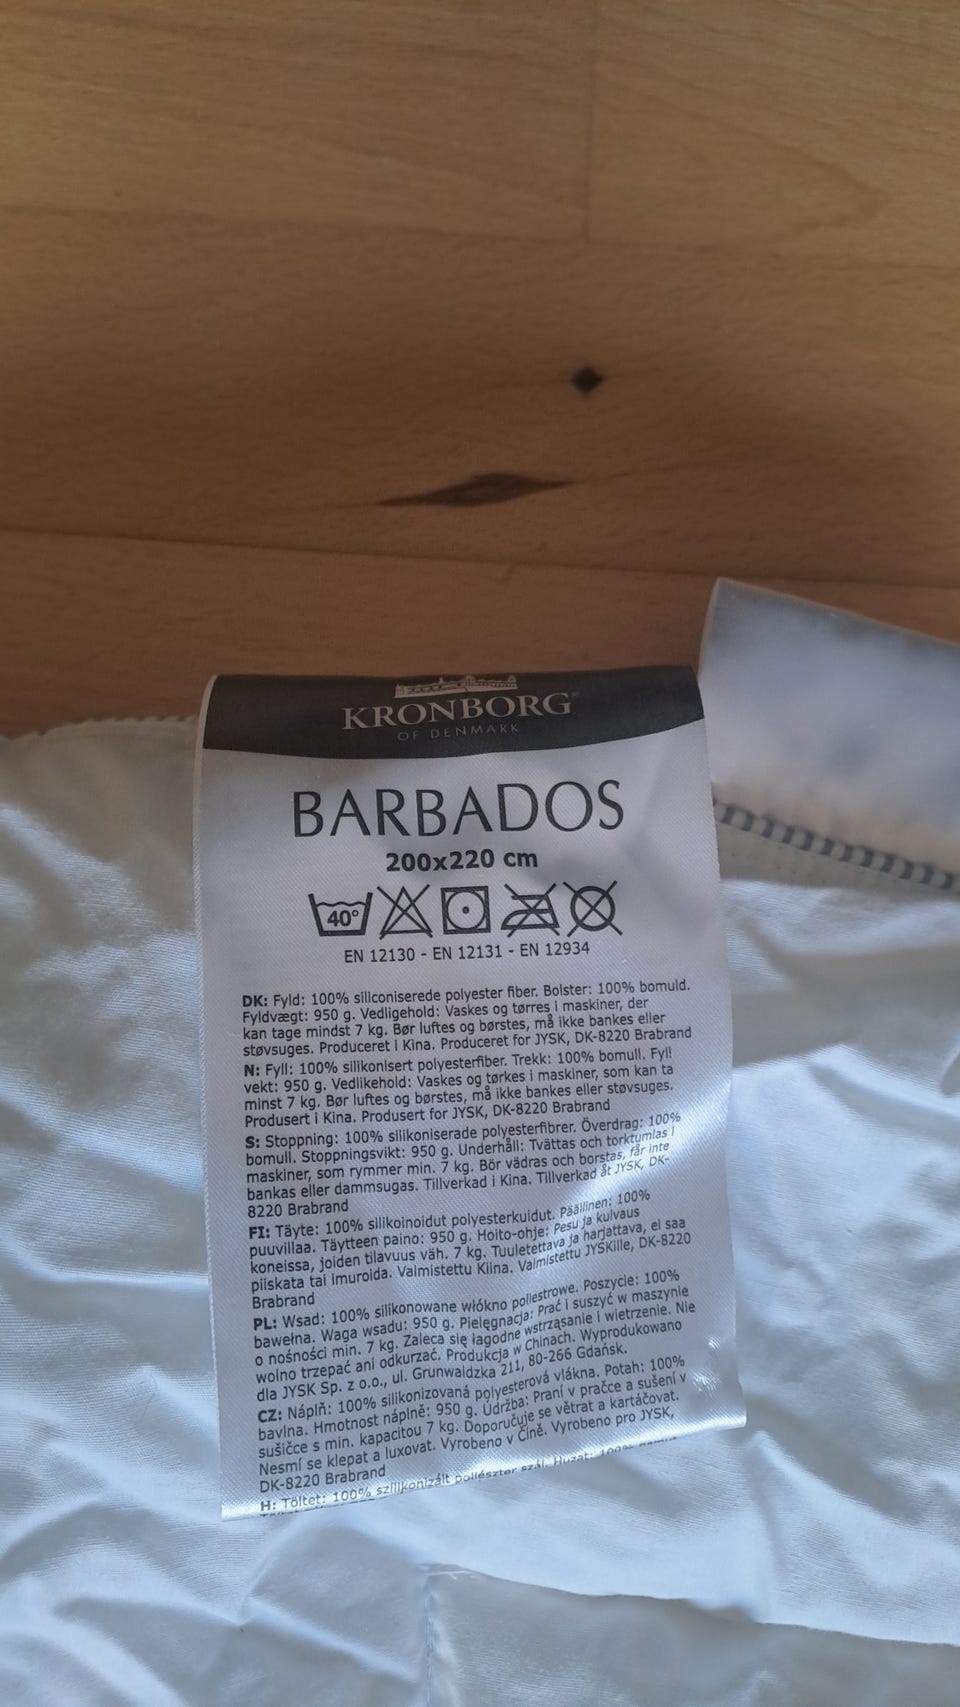 KRONBORG®
OF DENMARK
BARBADOS
200x220 cm
40°
EN 12130 - EN 12131 - EN 12934
DK: Fyld: 100% siliconiserede polyester fiber. Bolster: 100% bomuld.
Fyldvægt: 950 g. Vedligehold: Vaskes og tørres i maskiner, der
kan tage mindst 7 kg. Bør luftes og børstes, må ikke bankes eller
støvsuges. Produceret i Kina. Produceret for JYSK, DK-8220 Brabrand
N: Fyll: 100% silikonisert polyesterfiber. Trekk: 100% bomull. Fyll
vekt: 950 g. Vedlikehold: Vaskes og tørkes i maskiner, som kan ta
minst 7 kg. Bør luftes og børstes, må ikke bankes eller støvsuges.
Produsert i Kina. Produsert for JYSK, DK-8220 Brabrand
S: Stoppning: 100% silikoniserade polyesterfibrer. Överdrag: 100%
bomull. Stoppningsvikt: 950 g. Underhåll: Tvättas och torktumlas i
maskiner, som rymmer min. 7 kg. Bör vädras och borstas, får inte
bankas eller dammsugas. Tillverkad i Kina. Tillverkad åt JYSK, DK-
8220 Brabrand
FI: Täyte: 100% silikoinoidut polyesterkuidut. Päällinen: 100%
puuvillaa. Täytteen paino: 950 g. Hoito-ohje: Pesu ja kuivaus
koneissa, joiden tilavuus väh. 7 kg. Tuuletettava ja harjattava, ei saa
piiskata tai imuroida. Valmistettu Kiina. Valmistettu JYSKille, DK-8220
Brabrand
PL: Wsad: 100% silikonowane włókno poliestrowe. Poszycie: 100%
bawełna. Waga wsadu: 950 g. Pielęgnacja: Prać i suszyć w maszynie
o nośności min. 7 kg. Zaleca się łagodne wstrząsanie i wietrzenie. Nie
wolno trzepać ani odkurzać. Produkcja w Chinach. Wyprodukowano
dla JYSK Sp. z o.o., ul. Grunwaldzka 211, 80-266 Gdańsk.
CZ: Náplň: 100% silikonizovaná polyesterová vlákna. Potah: 100%
bavlna. Hmotnost náplně: 950 g. Údržba: Praní v pračce a sušení v
sušičce s min. kapacitou 7 kg. Doporučuje se větrat a kartáčovat.
Nesmí se klepat a luxovat. Vyrobeno v Číně. Vyrobeno pro JYSK,
DK-8220 Brabrand
H: Töltet: 100% szilikonizált poliészter szál. Huzat: 100%